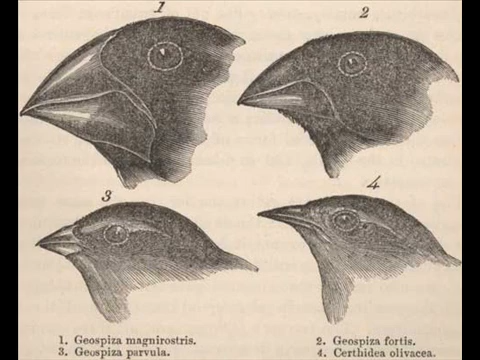 1
2
3
4
1. Geospiza magnirostris.
2. Geospiza fortis.
3. Geospiza parvula.
4. Certhidea olivacea.